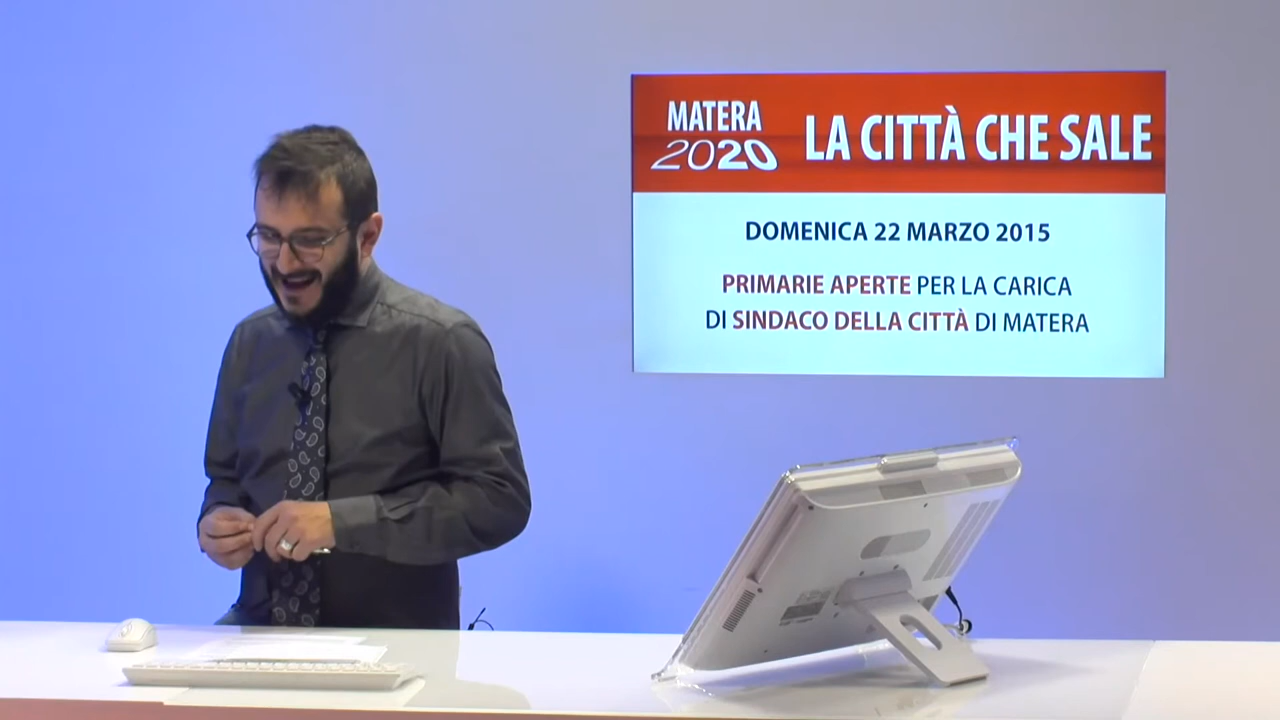 MATERA
2020
LA CITTÀ CHE SALE
DOMENICA 22 MARZO 2015
PRIMARIE APERTE PER LA CARICA
DI SINDACO DELLA CITTÀ DI MATERA